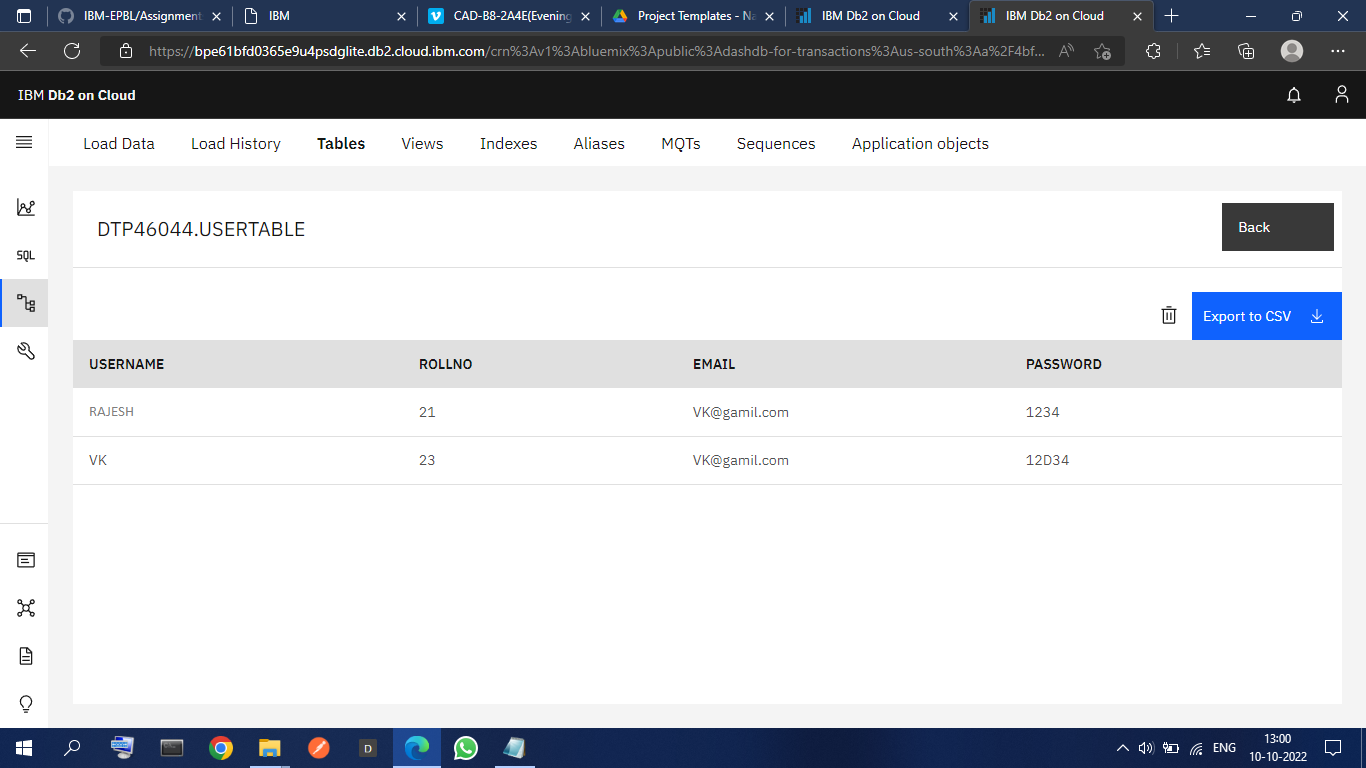 IBM-EPBL/Assignment
IBM
CAD-B8-2A4E(Evening
Project Templates - Na
IBM Db2 on Cloud
IBM Db2 on Cloud
https://bpe61bfd0365e9u4psdglite.db2.cloud.ibm.com/crn%3Av1%3Abluemix%3Apublic%3Adashdb-for-transactions%3Aus-south%3Aa%2F4bf...
IBM Db2 on Cloud
Load Data Load History Tables Views Indexes Aliases MQTs Sequences Application objects
DTP46044.USERTABLE
Back
SQL
Export to CSV
USERNAME ROLLNO EMAIL PASSWORD
RAJESH 21 VK@gamil.com 1234
VK 23 VK@gamil.com 12D34
D
ENG
13:00
10-10-2022